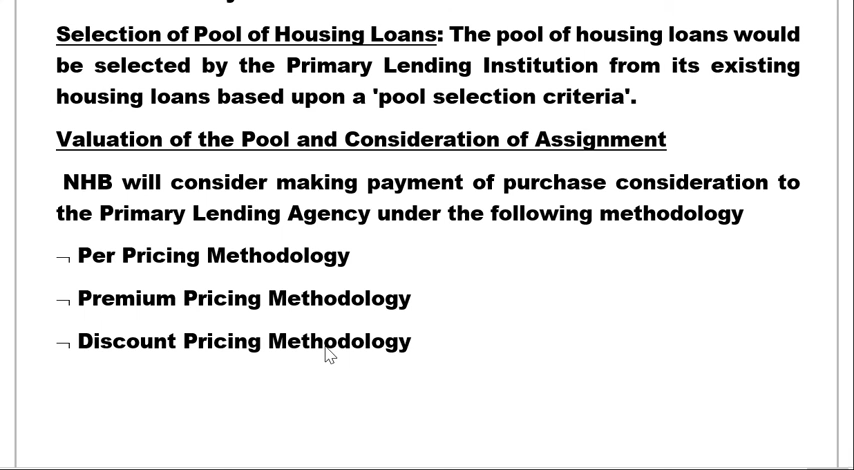 Selection of Pool of Housing Loans: The pool of housing loans would
be selected by the Primary Lending Institution from its existing
housing loans based upon a 'pool selection criteria'.
Valuation of the Pool and Consideration of Assignment
NHB will consider making payment of purchase consideration to
the Primary Lending Agency under the following methodology
¬ Per Pricing Methodology
¬ Premium Pricing Methodology
¬ Discount Pricing Methodology